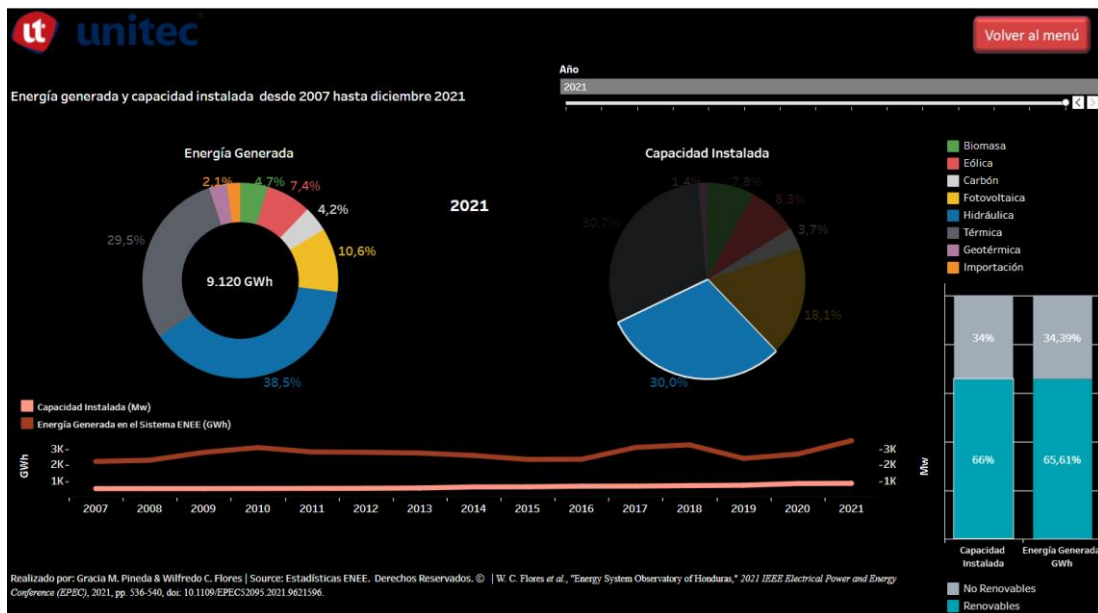 unitec
Volver al menú
Año
2021
Energía generada y capacidad instalada desde 2007 hasta diciembre 2021
Energía Generada
2,1%
4,7%
7,4%
4,2%
10,6%
29,5%
9.120 GWh
38,5%
2021
Capacidad Instalada
1,4%
7,8%
8,3%
3,7%
30,7%
18,1%
30,0%
Biomasa
Eólica
Carbón
Fotovoltaica
Hidráulica
Térmica
Geotérmica
Importación
34%
34,39%
66%
65,61%
Mw
Capacidad Instalada
Energía Generada GWh
No Renovables
Renovables
Capacidad Instalada (Mw)
Energía Generada en el Sistema ENEE (GWh)
GWh
3K
2K
1K
3K
2K
1K
2007 2008 2009 2010 2011 2012 2013 2014 2015 2016 2017 2018 2019 2020 2021
Realizado por: Gracia M. Pineda & Wilfredo C. Flores | Source: Estadísticas ENEE. Derechos Reservados. © | W. C. Flores et al., "Energy System Observatory of Honduras," 2021 IEEE Electrical Power and Energy
Conference (EPEC), 2021, pp. 536-540, doi: 10.1109/EPEC52095.2021.9621596.